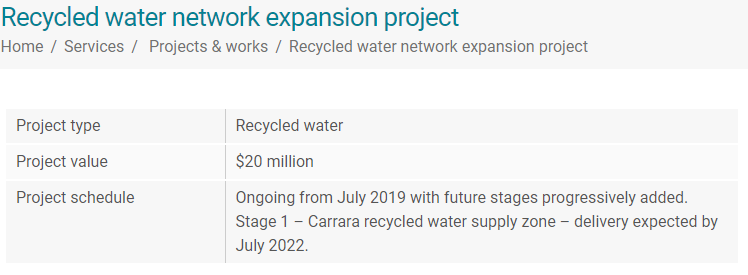 Recycled water network expansion project
Home / Services / Projects & works / Recycled water network expansion project
Project type Recycled water
Project value $20 million
Project schedule Ongoing from July 2019 with future stages progressively added.
Stage 1 – Carrara recycled water supply zone – delivery expected by
July 2022.